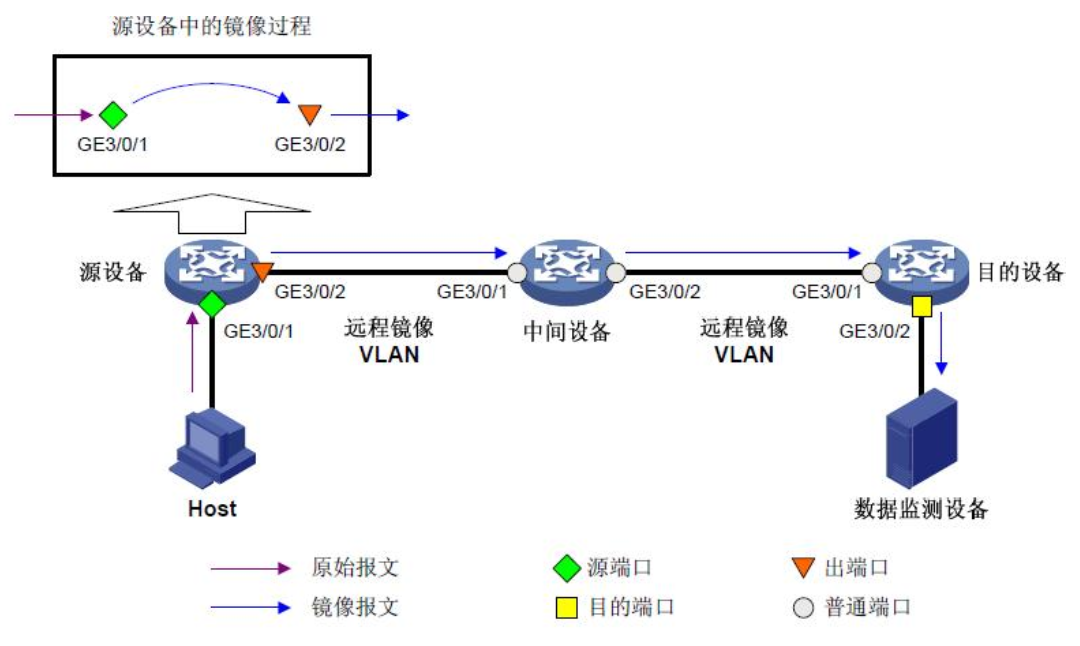 源设备中的镜像过程
GE3/0/1
GE3/0/2
源设备
GE3/0/2
GE3/0/1
GE3/0/2
GE3/0/1
目的设备
GE3/0/1
远程镜像
VLAN
中间设备
远程镜像
VLAN
GE3/0/2
Host
数据监测设备
原始报文
源端口
出端口
镜像报文
目的端口
普通端口